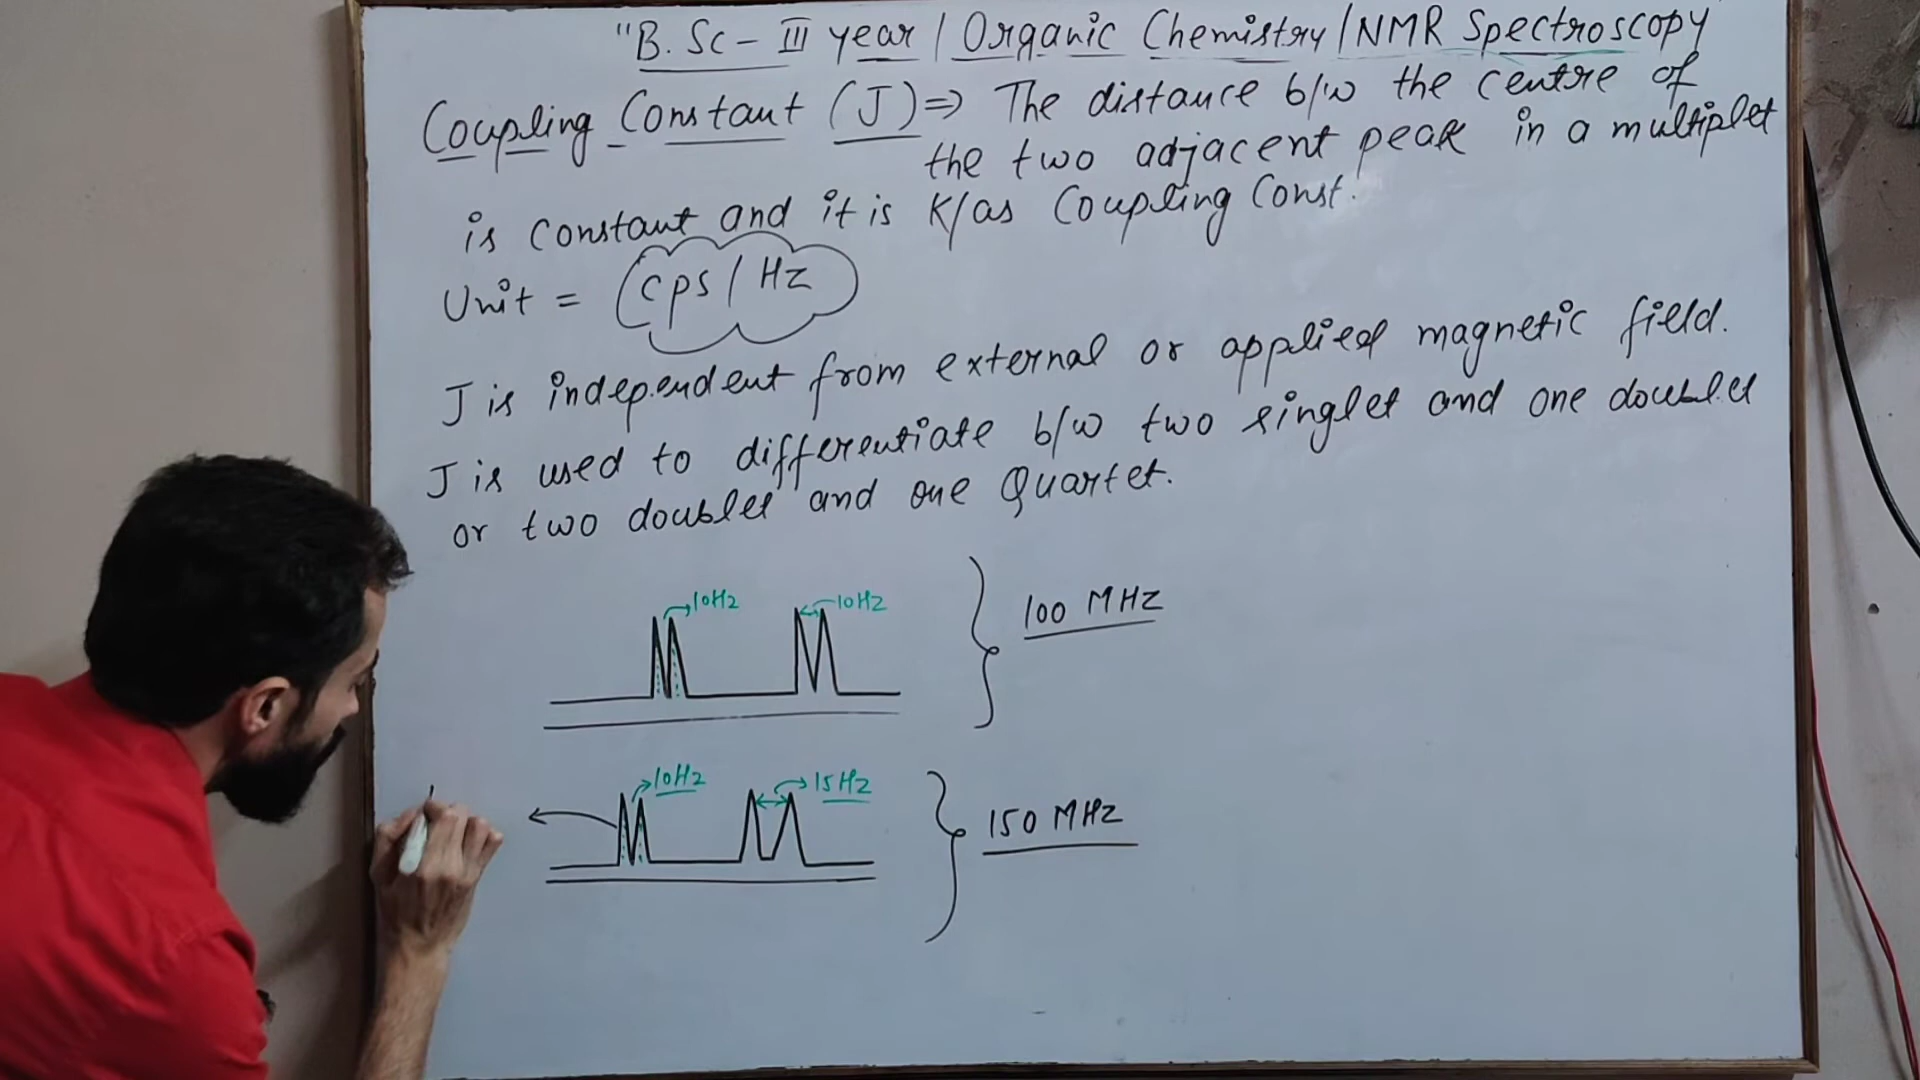 "B. Sc - III year / Organic Chemistry / NMR Spectroscopy
Coupling Constant (J) ⇒ The distance b/w the centre of
the two adjacent peak in a multiplet
is constant and it is K/as Coupling Const.
Unit = (cps / Hz)
J is independent from external or applied magnetic field.
J is used to differentiate b/w two singlet and one doublet
or two doublet and one Quartet.
10Hz 10Hz 100 MHZ
10Hz 15Hz 150 MHZ